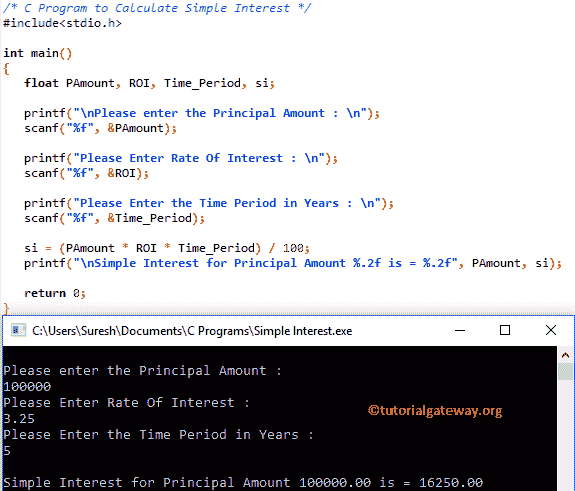 /* C Program to Calculate Simple Interest */
#include<stdio.h>
int main()
{
float PAmount, ROI, Time_Period, si;
printf("\nPlease enter the Principal Amount : \n");
scanf("%f", &PAmount);
printf("Please Enter Rate Of Interest : \n");
scanf("%f", &ROI);
printf("Please Enter the Time Period in Years : \n");
scanf("%f", &Time_Period);
si = (PAmount * ROI * Time_Period) / 100;
printf("\nSimple Interest for Principal Amount %.2f is = %.2f", PAmount, si);
return 0;
}
C:\Users\Suresh\Documents\C Programs\Simple Interest.exe
Please enter the Principal Amount :
100000
Please Enter Rate Of Interest :
3.25
©tutorialgateway.org
Please Enter the Time Period in Years :
5
Simple Interest for Principal Amount 100000.00 is = 16250.00